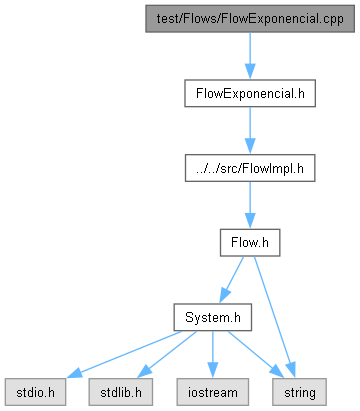 test/Flows/FlowExponencial.cpp
FlowExponencial.h
../../src/FlowImpl.h
Flow.h
System.h
stdio.h
stdlib.h
iostream
string